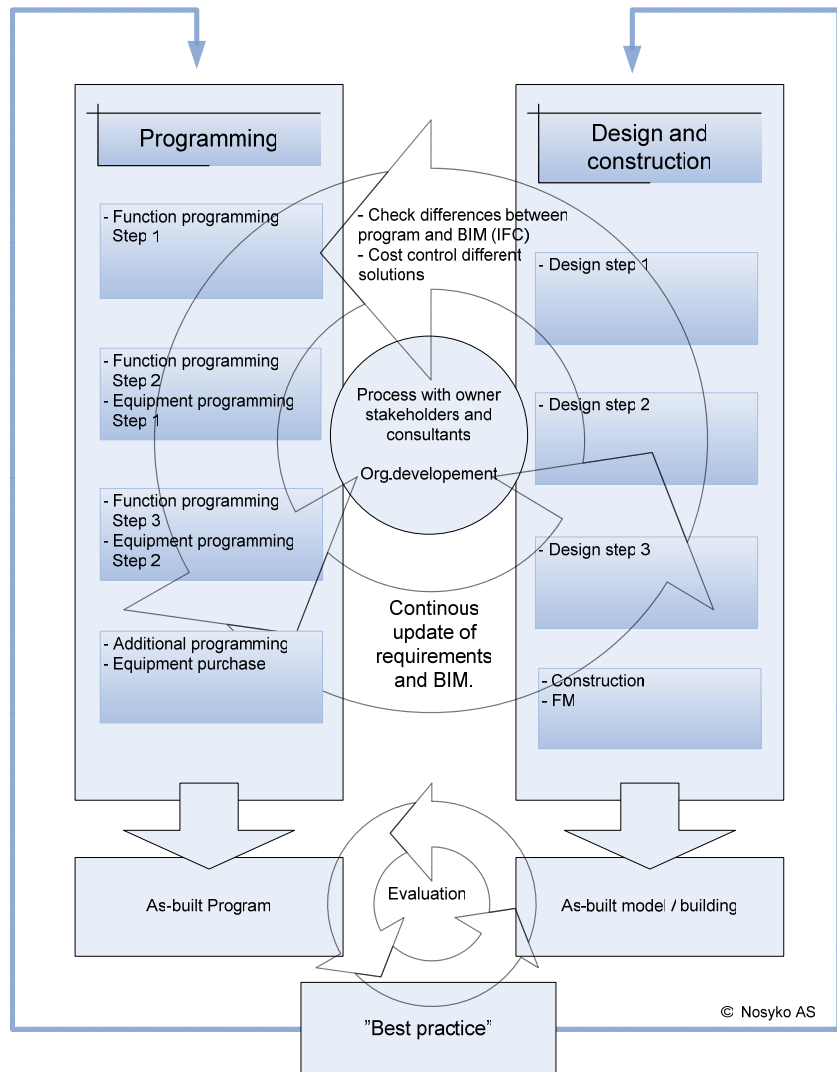 Programming
- Function programming
Step 1
- Function programming
Step 2
- Equipment programming
Step 1
- Function programming
Step 3
- Equipment programming
Step 2
- Additional programming
- Equipment purchase
- Check differences between
program and BIM (IFC)
- Cost control different
solutions
Process with owner
stakeholders and
consultants
Org.developement
Continous
update of
requirements
and BIM.
Design and
construction
- Design step 1
- Design step 2
- Design step 3
- Construction
- FM
As-built Program
Evaluation
As-built model / building
"Best practice"
© Nosyko AS